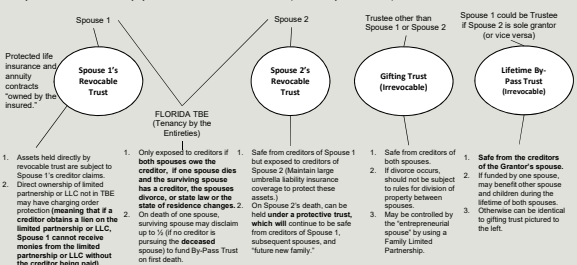 Spouse 1
Spouse 2
Trustee other than
Spouse 1 or Spouse 2
Spouse 1 could be Trustee
if Spouse 2 is sole grantor
(or vice versa)
Protected life
insurance and
annuity
contracts
"owned by the
insured."
Spouse 1's
Revocable
Trust
Spouse 2's
Revocable
Trust
Gifting Trust
(Irrevocable)
Lifetime By-
Pass Trust
(Irrevocable)
FLORIDA TBE
(Tenancy by the
Entireties)
1. Assets held directly by
revocable trust are subject to
Spouse 1's creditor claims.
2. Direct ownership of limited
partnership or LLC not in TBE
may have charging order
protection (meaning that if a
creditor obtains a lien on the
limited partnership or LLC,
Spouse 1 cannot receive
monies from the limited
partnership or LLC without
the creditor being paid)
1. Only exposed to creditors if
both spouses owe the
creditor, if one spouse dies
and the surviving spouse
has a creditor, the spouses
divorce, or state law or the
state of residence changes.
2. On death of one spouse,
surviving spouse may disclaim
up to ½ (if no creditor is
pursuing the deceased
spouse) to fund By-Pass Trust
on first death.
1. Safe from creditors of Spouse 1
but exposed to creditors of
Spouse 2 (Maintain large
umbrella liability insurance
coverage to protect these
assets.)
2. On Spouse 2's death, can be
held under a protective trust,
which will continue to be safe
from creditors of Spouse 1,
subsequent spouses, and
"future new family."
1. Safe from creditors of
both spouses.
2. If divorce occurs,
should not be subject
to rules for division of
property between
spouses.
3. May be controlled by
the "entrepreneurial
spouse" by using a
Family Limited
Partnership.
1. Safe from the creditors
of the Grantor's spouse.
2. If funded by one spouse,
may benefit other spouse
and children during the
lifetime of both spouses.
3. Otherwise can be identical
to gifting trust pictured to
the left.